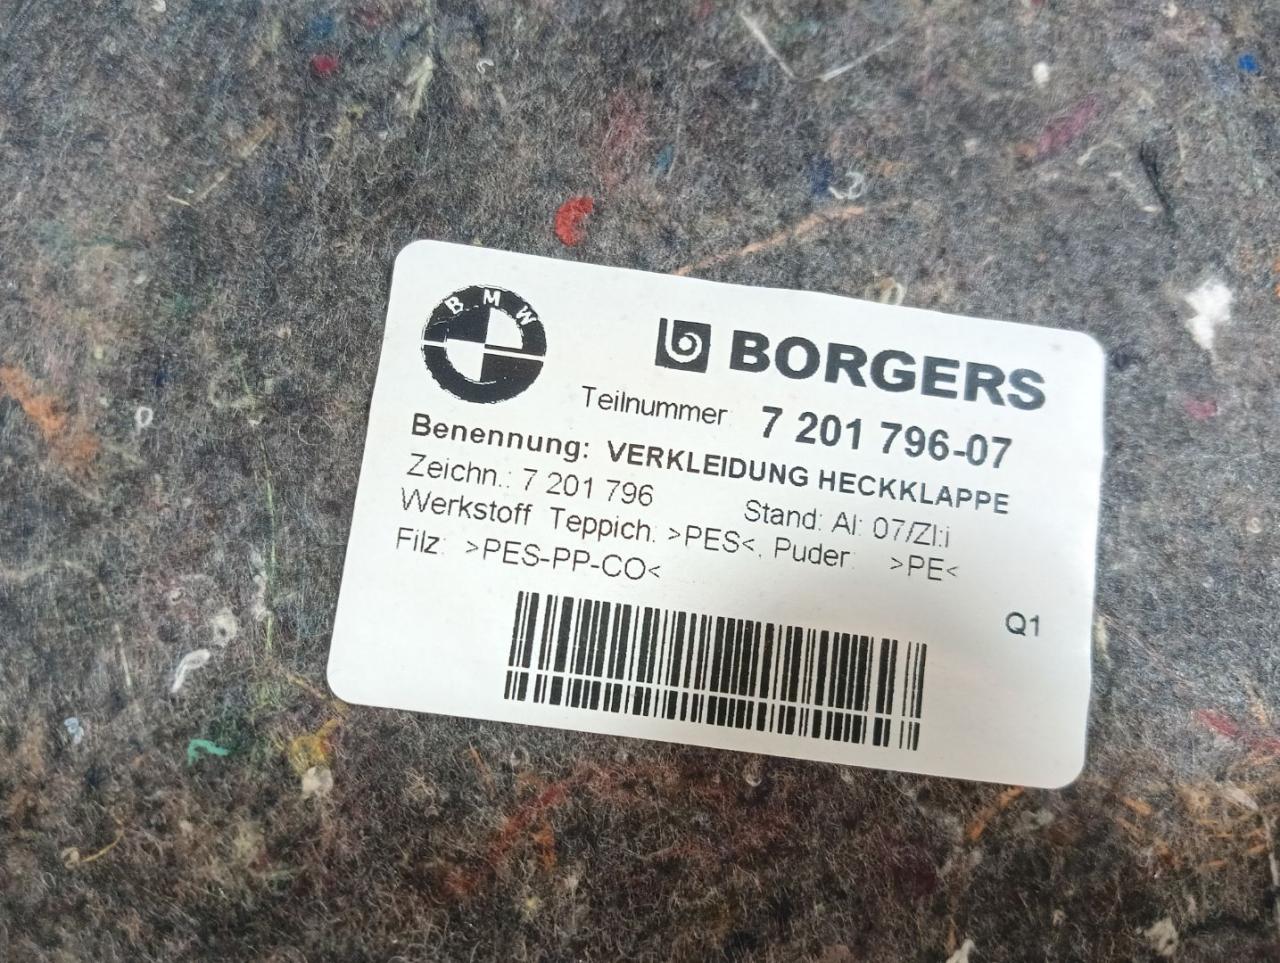 BMW
BORGERS
Teilnummer: 7 201 796-07
Benennung: VERKLEIDUNG HECKKLAPPE
Zeichn.: 7 201 796 Stand: AI: 07/ZI:i
Werkstoff Teppich: >PES<, Puder: >PE<
Filz: >PES-PP-CO<
Q1